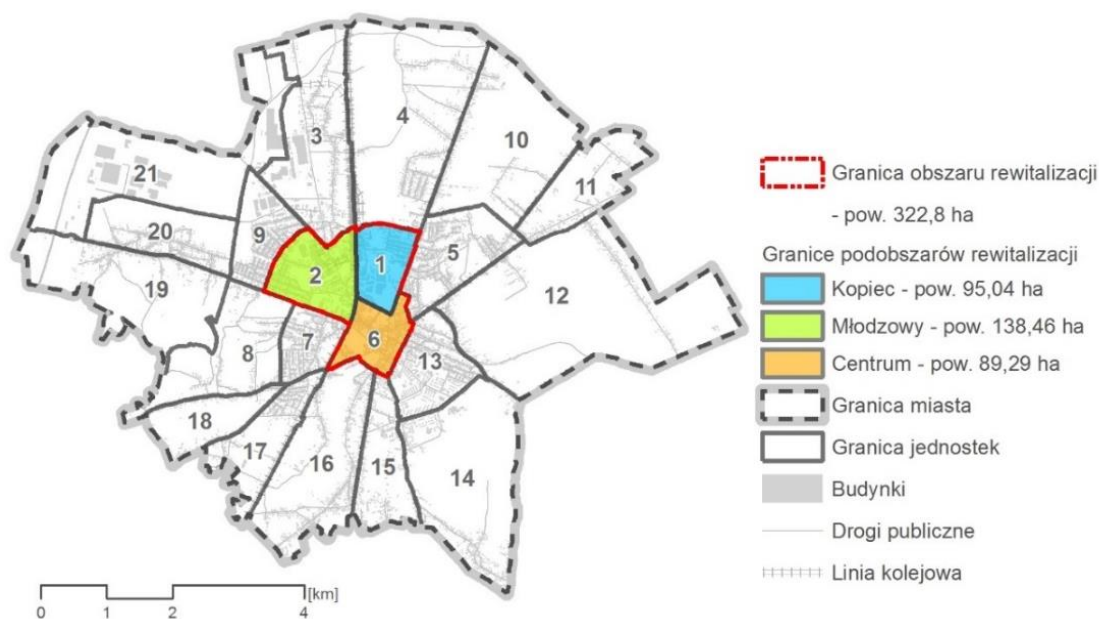 3
4
10
21
11
20
9
5
1
2
19
12
6
7
8
13
18
17
16
15
14
Granica obszaru rewitalizacji
- pow. 322,8 ha
Granice podobszarów rewitalizacji
Kopiec - pow. 95,04 ha
Młodzowy - pow. 138,46 ha
Centrum - pow. 89,29 ha
Granica miasta
Granica jednostek
Budynki
Drogi publiczne
Linia kolejowa
[km]
0 1 2 4